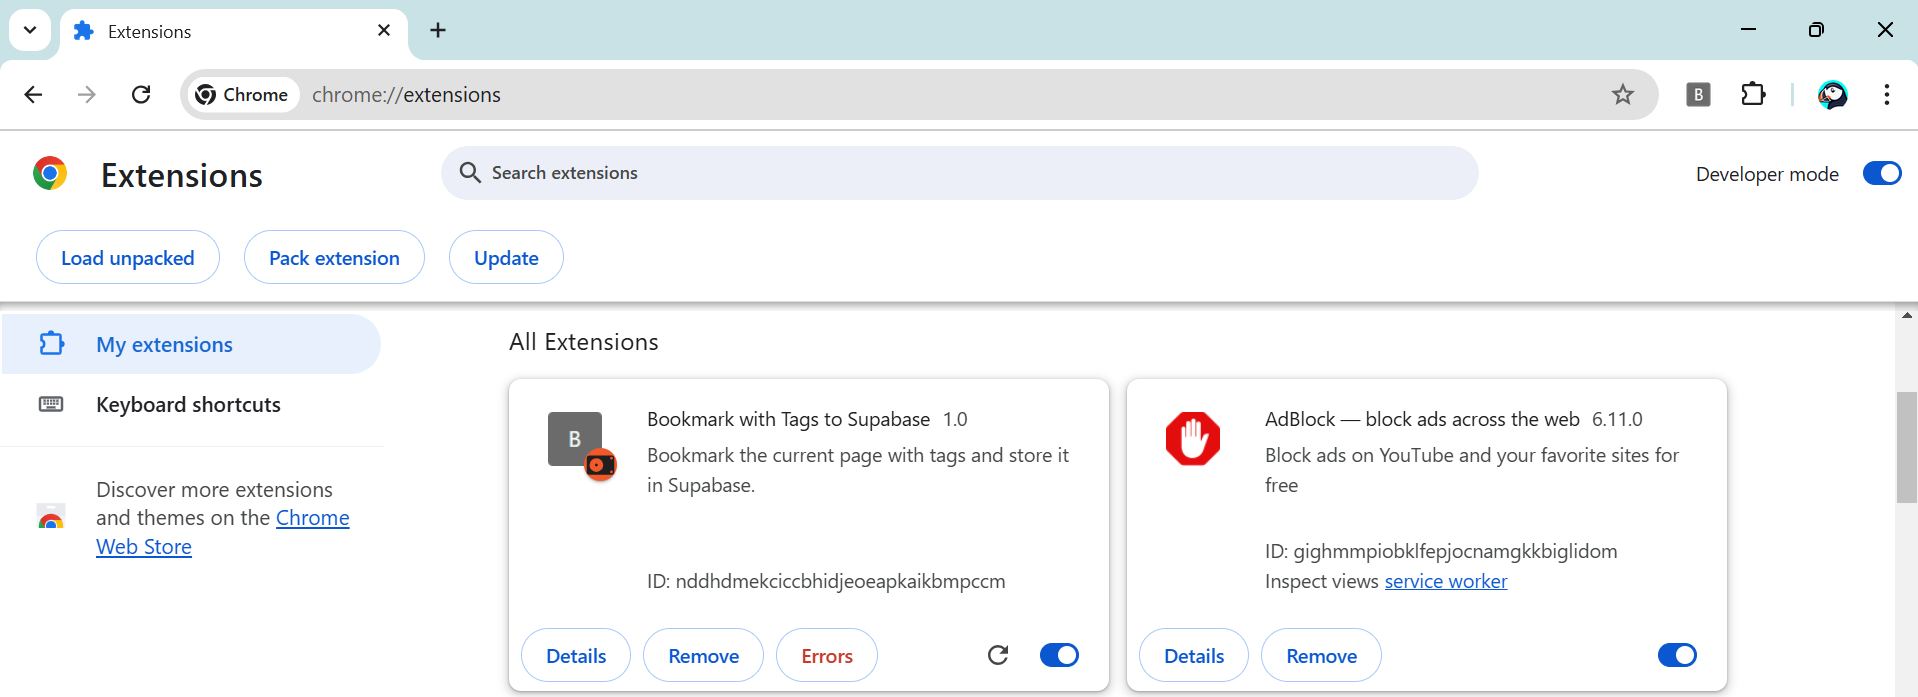 Extensions
Chrome
chrome://extensions
B
Extensions
Search extensions
Developer mode
Load unpacked
Pack extension
Update
My extensions
Keyboard shortcuts
Discover more extensions
and themes on the Chrome
Web Store
All Extensions
B
Bookmark with Tags to Supabase 1.0
Bookmark the current page with tags and store it
in Supabase.
ID: nddhdmekciccbhidjeoeapkaikbmpccm
Details
Remove
Errors
AdBlock — block ads across the web 6.11.0
Block ads on YouTube and your favorite sites for
free
ID: gighmmpiobklfepjocnamgkkbiglidom
Inspect views service worker
Details
Remove